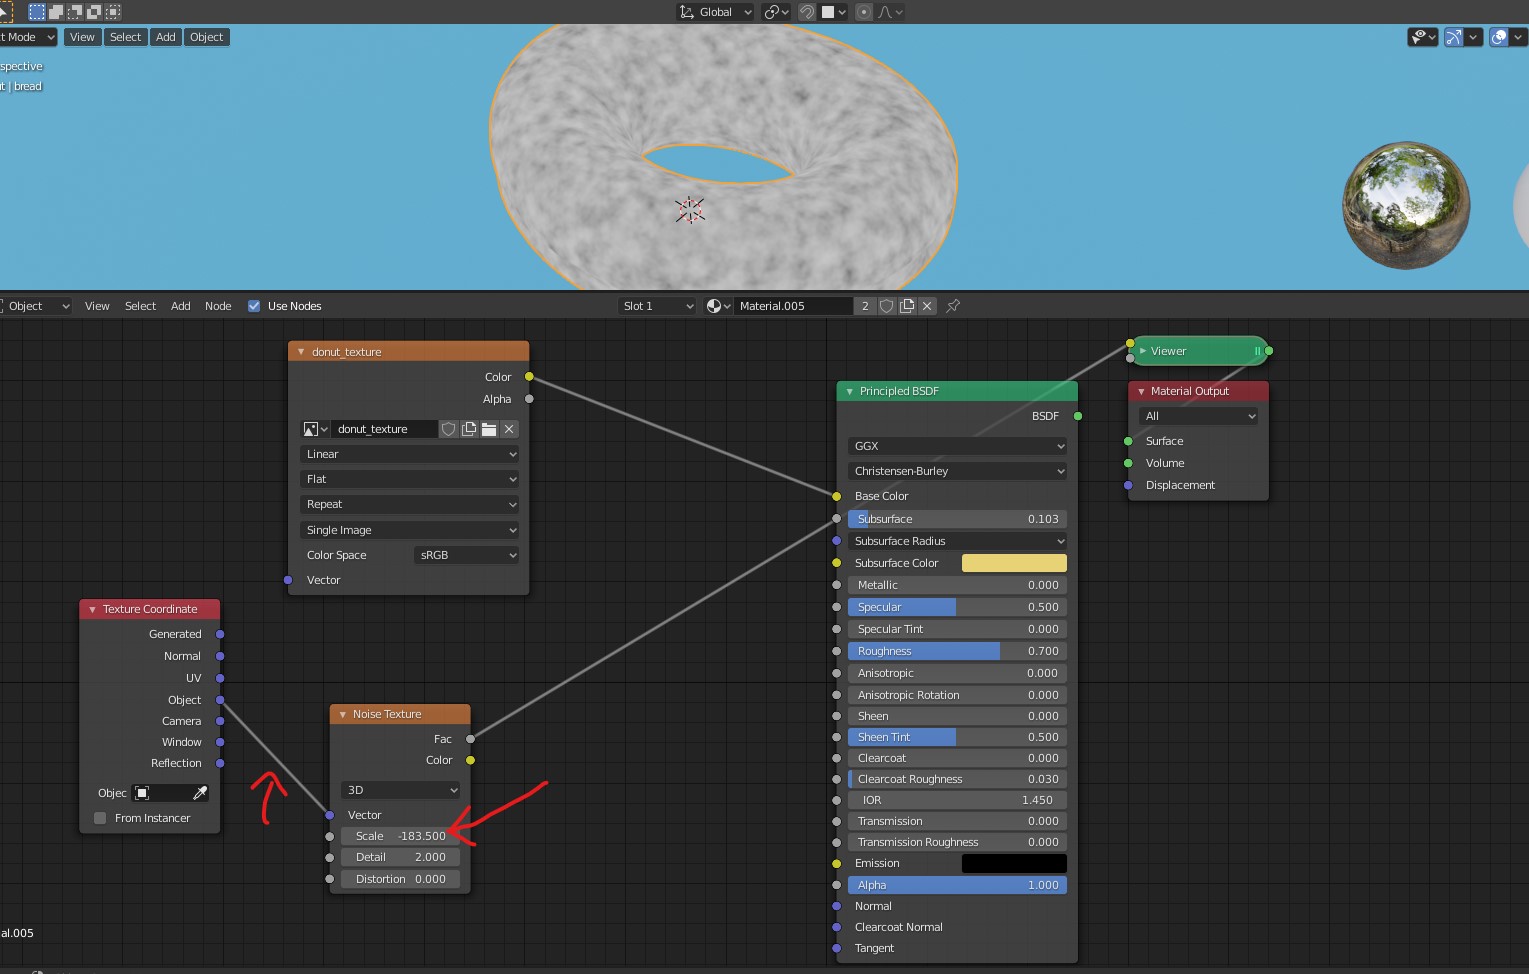 Global
t Mode
View
Select
Add
Object
spective
t | bread
Object
View
Select
Add
Node
Use Nodes
Slot 1
Material.005
2
donut_texture
Color
Alpha
donut_texture
Linear
Flat
Repeat
Single Image
Color Space
sRGB
Vector
Texture Coordinate
Generated
Normal
UV
Object
Camera
Window
Reflection
Objec
From Instancer
Noise Texture
Fac
Color
3D
Vector
Scale -183.500
Detail 2.000
Distortion 0.000
Principled BSDF
BSDF
GGX
Christensen-Burley
Base Color
Subsurface 0.103
Subsurface Radius
Subsurface Color
Metallic 0.000
Specular 0.500
Specular Tint 0.000
Roughness 0.700
Anisotropic 0.000
Anisotropic Rotation 0.000
Sheen 0.000
Sheen Tint 0.500
Clearcoat 0.000
Clearcoat Roughness 0.030
IOR 1.450
Transmission 0.000
Transmission Roughness 0.000
Emission
Alpha 1.000
Normal
Clearcoat Normal
Tangent
Viewer
Material Output
All
Surface
Volume
Displacement
al.005